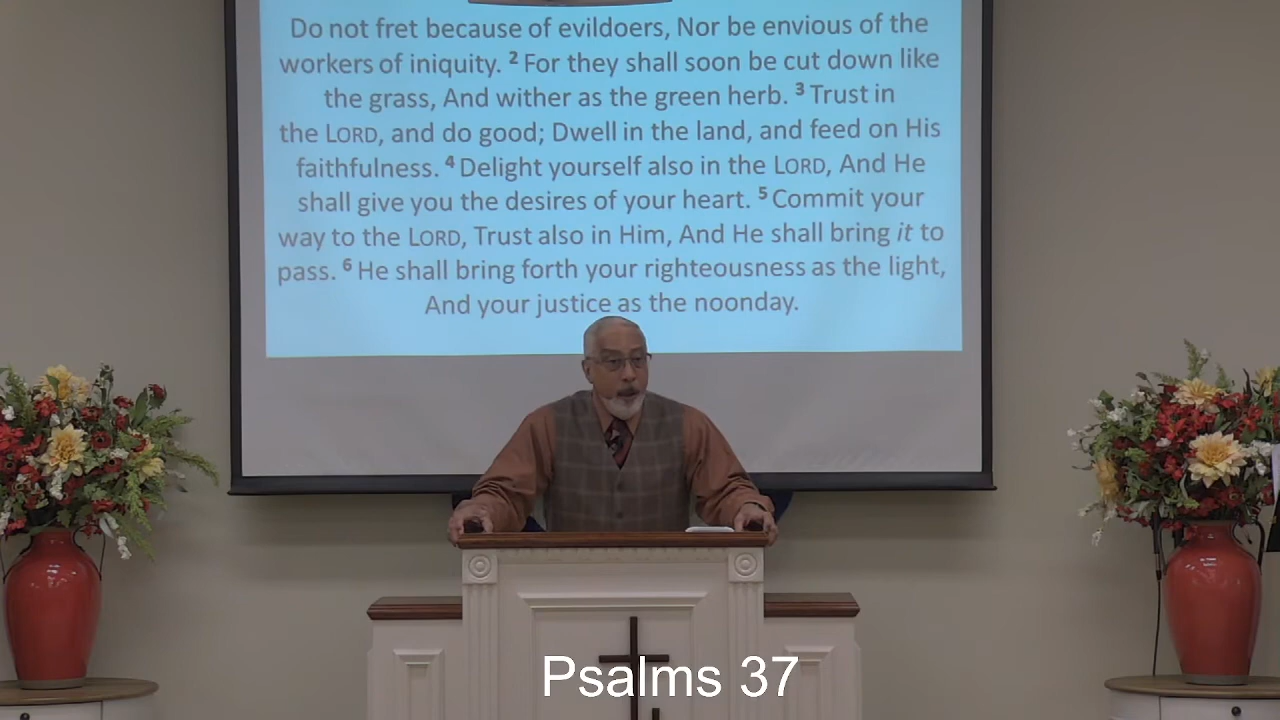 Do not fret because of evildoers, Nor be envious of the
workers of iniquity. 2 For they shall soon be cut down like
the grass, And wither as the green herb. 3 Trust in
the LORD, and do good; Dwell in the land, and feed on His
faithfulness. 4 Delight yourself also in the LORD, And He
shall give you the desires of your heart. 5 Commit your
way to the LORD, Trust also in Him, And He shall bring it to
pass. 6 He shall bring forth your righteousness as the light,
And your justice as the noonday.
Psalms 37